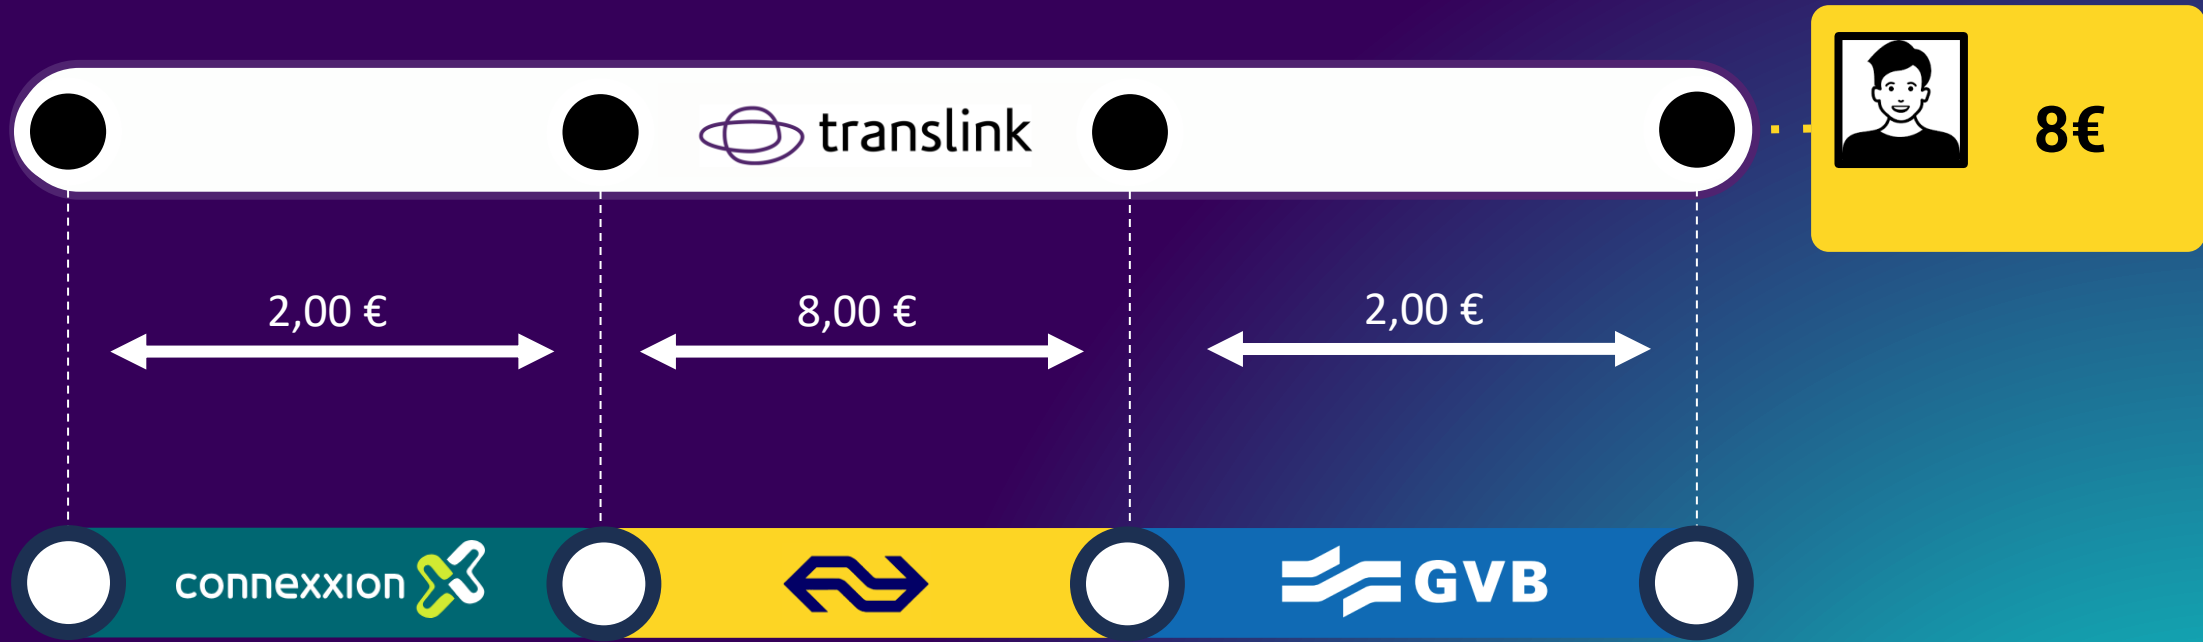 translink
8€
2,00 €
8,00 €
2,00 €
connexxion
GVB